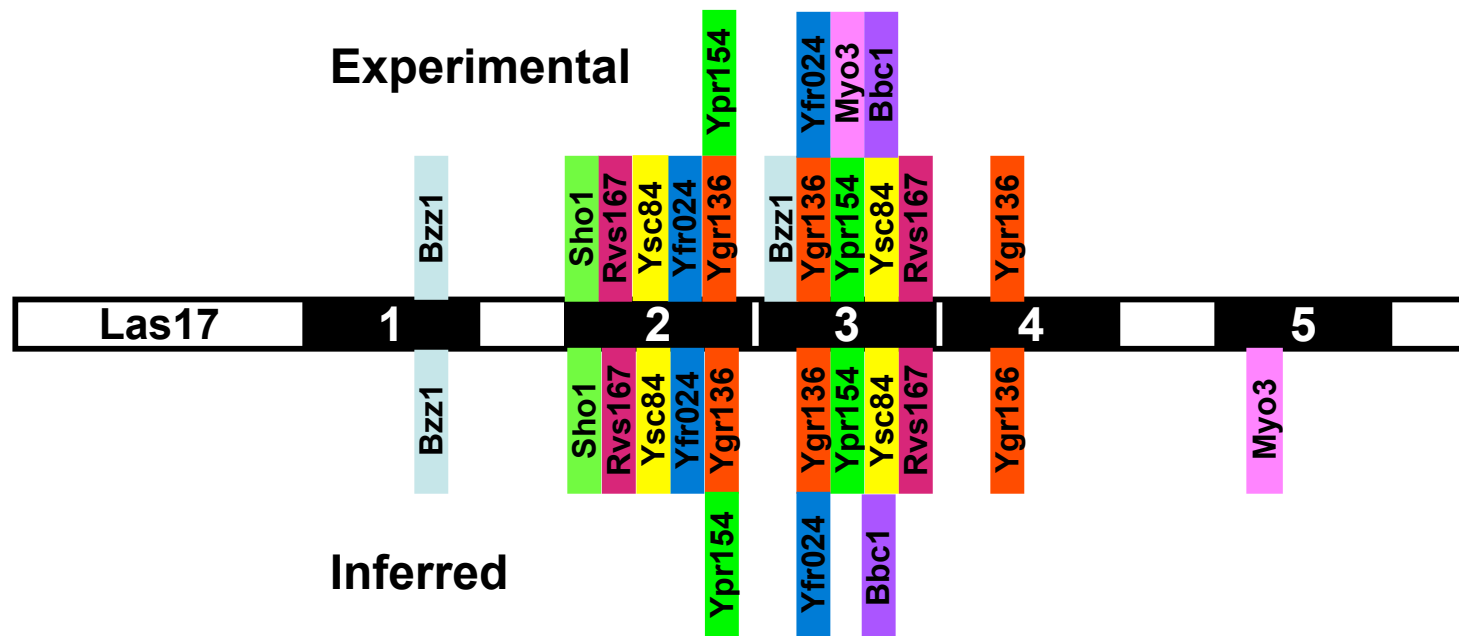 Experimental
Ypr154
Yfr024
Myo3
Bbc1
Bzz1
Sho1
Rvs167
Ysc84
Yfr024
Ygr136
Bzz1
Ygr136
Ypr154
Ysc84
Rvs167
Ygr136
Las17
1
2
3
4
5
Bzz1
Sho1
Rvs167
Ysc84
Yfr024
Ygr136
Ygr136
Ypr154
Ysc84
Rvs167
Ygr136
Myo3
Inferred
Ypr154
Yfr024
Bbc1